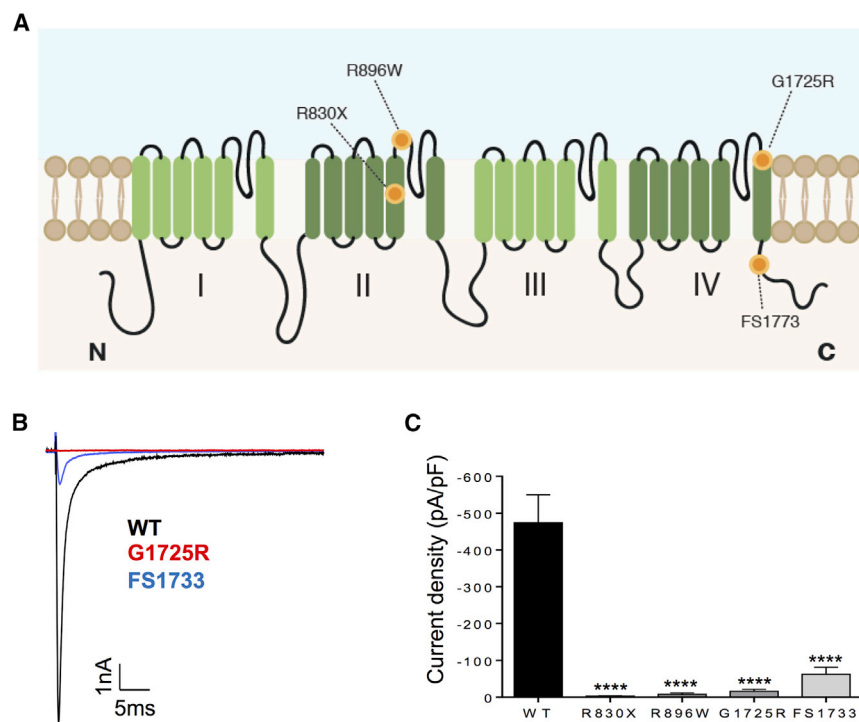 A
R896W
G1725R
R830X
I
II
III
IV
FS1773
N
C
B
C
WT
G1725R
FS1733
1nA
5ms
Current density (pA/pF)
-600
-500
-400
-300
-200
-100
0
****
****
****
****
WT
R830X
R896W
G1725R
FS1733